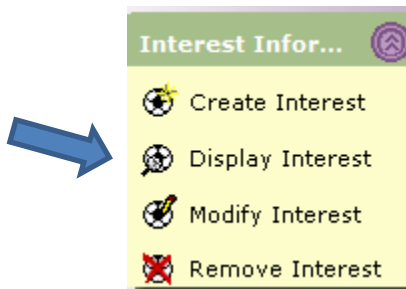 Interest Infor...
Create Interest
Display Interest
Modify Interest
Remove Interest